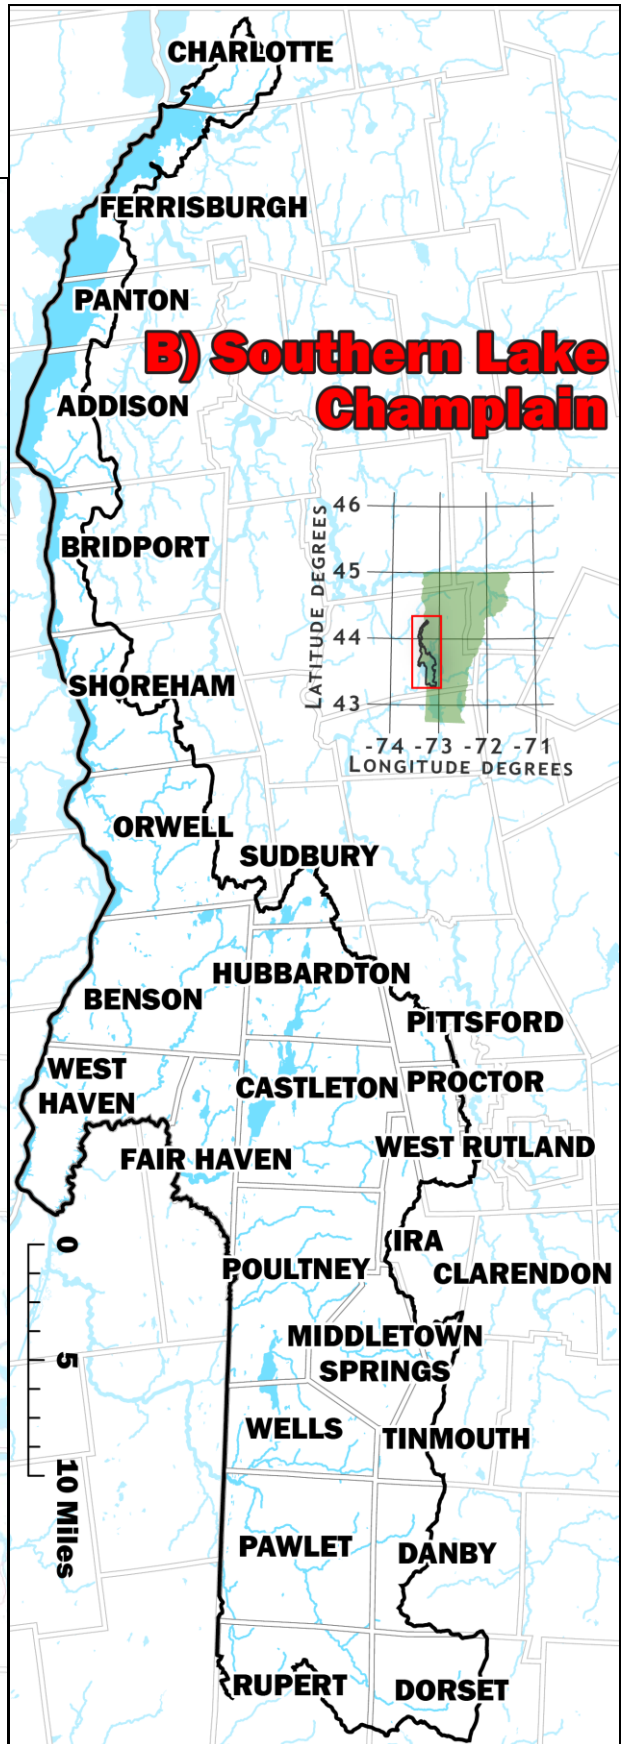 CHARLOTTE
FERRISBURGH
PANTON
B) Southern Lake
Champlain
ADDISON
46
BRIDPORT
45
LATITUDE DEGREES
44
SHOREHAM
43
-74 -73 -72 -71
LONGITUDE DEGREES
ORWELL
SUDBURY
HUBBARDTON
BENSON
PITTSFORD
WEST
HAVEN
CASTLETON
PROCTOR
WEST RUTLAND
FAIR HAVEN
0
IRA
POULTNEY
CLARENDON
MIDDLETOWN
SPRINGS
5
WELLS
TINMOUTH
10 Miles
PAWLET
DANBY
RUPERT
DORSET